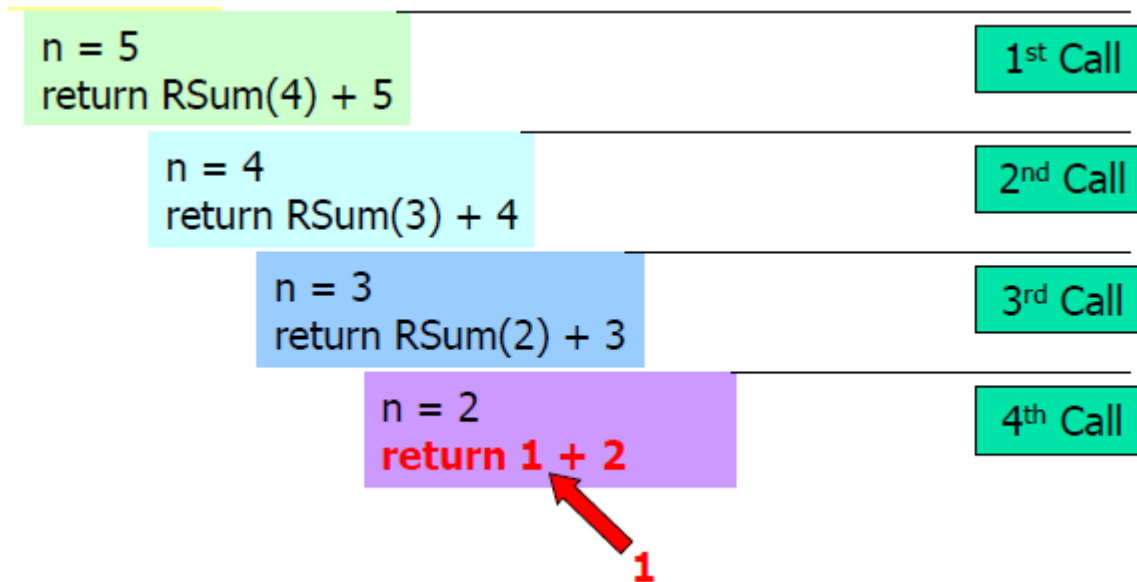 n = 5
return RSum(4) + 5
1st Call
n = 4
return RSum(3) + 4
2nd Call
n = 3
return RSum(2) + 3
3rd Call
n = 2
return 1 + 2
4th Call
1